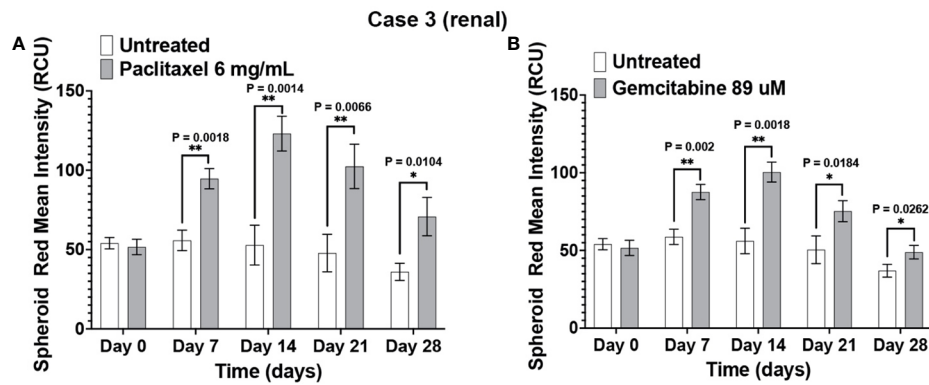 Case 3 (renal)
A
Untreated
Paclitaxel 6 mg/mL
Spheroid Red Mean Intensity (RCU)
150
100
50
0
P = 0.0018
**
P = 0.0014
**
P = 0.0066
**
P = 0.0104
*
Day 0 Day 7 Day 14 Day 21 Day 28
Time (days)
B
Untreated
Gemcitabine 89 uM
Spheroid Red Mean Intensity (RCU)
150
100
50
0
P = 0.002
**
P = 0.0018
**
P = 0.0184
*
P = 0.0262
*
Day 0 Day 7 Day 14 Day 21 Day 28
Time (days)